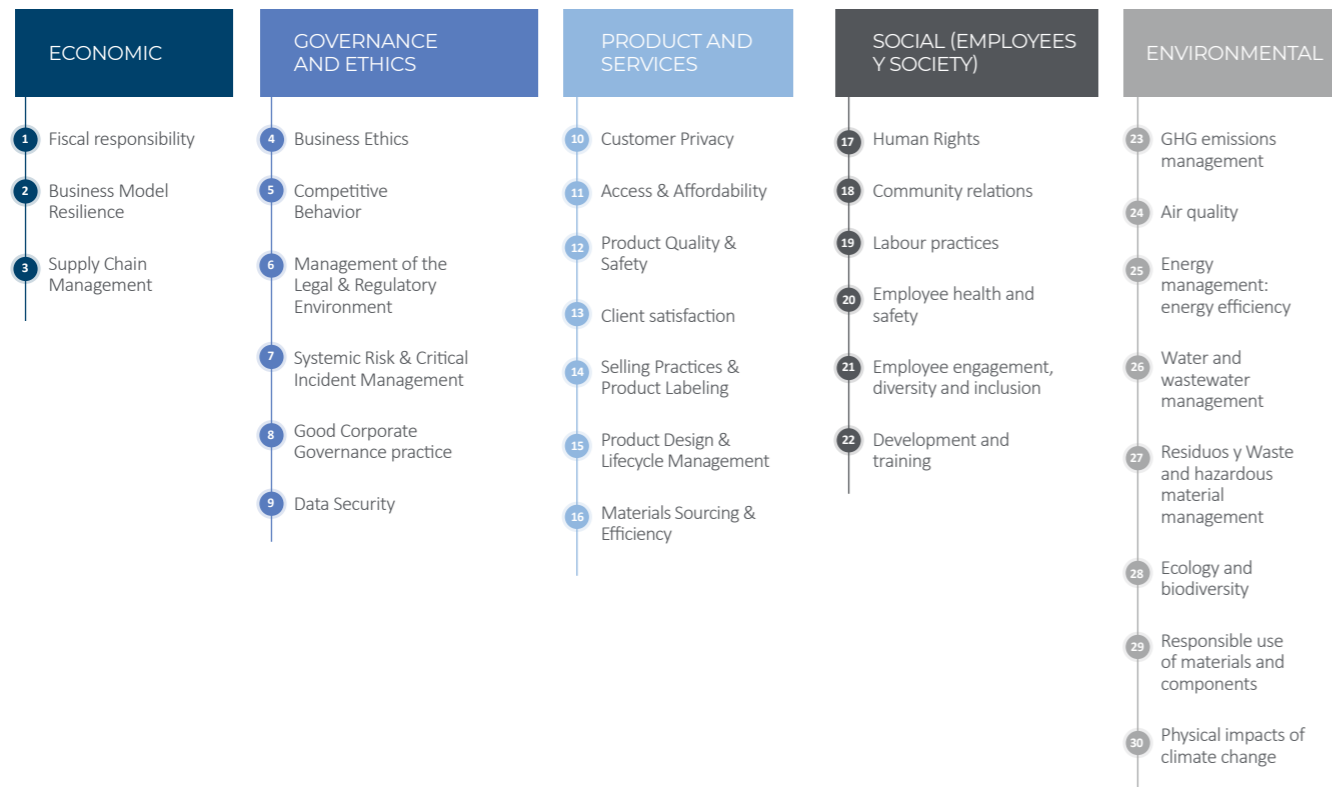 ECONOMIC
1 Fiscal responsibility
2 Business Model
Resilience
3 Supply Chain
Management
GOVERNANCE
AND ETHICS
4 Business Ethics
5 Competitive
Behavior
6 Management of the
Legal & Regulatory
Environment
7 Systemic Risk & Critical
Incident Management
8 Good Corporate
Governance practice
9 Data Security
PRODUCT AND
SERVICES
10 Customer Privacy
11 Access & Affordability
12 Product Quality &
Safety
13 Client satisfaction
14 Selling Practices &
Product Labeling
15 Product Design &
Lifecycle Management
16 Materials Sourcing &
Efficiency
SOCIAL (EMPLOYEES
Y SOCIETY)
17 Human Rights
18 Community relations
19 Labour practices
20 Employee health and
safety
21 Employee engagement,
diversity and inclusion
22 Development and
training
ENVIRONMENTAL
23 GHG emissions
management
24 Air quality
25 Energy
management:
energy efficiency
26 Water and
wastewater
management
27 Residuos y Waste
and hazardous
material
management
28 Ecology and
biodiversity
29 Responsible use
of materials and
components
30 Physical impacts of
climate change